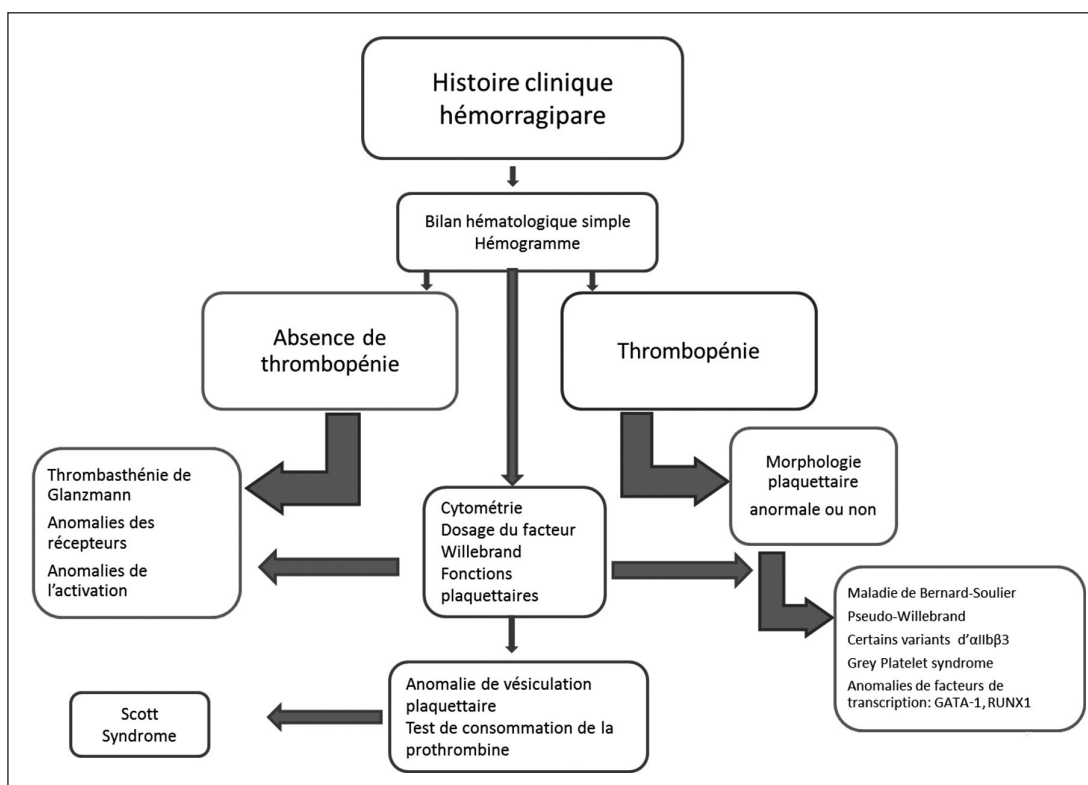 Histoire clinique
hémorragipare
Bilan hématologique simple
Hémogramme
Absence de
thrombopénie
Thrombopénie
Thrombasthénie de
Glanzmann
Anomalies des
récepteurs
Anomalies de
l'activation
Cytométrie
Dosage du facteur
Willebrand
Fonctions
plaquettaires
Morphologie
plaquettaire
anormale ou non
Maladie de Bernard-Soulier
Pseudo-Willebrand
Certains variants d'αIIbβ3
Grey Platelet syndrome
Anomalies de facteurs de
transcription: GATA-1, RUNX1
Anomalie de vésiculation
plaquettaire
Test de consommation de la
prothrombine
Scott
Syndrome